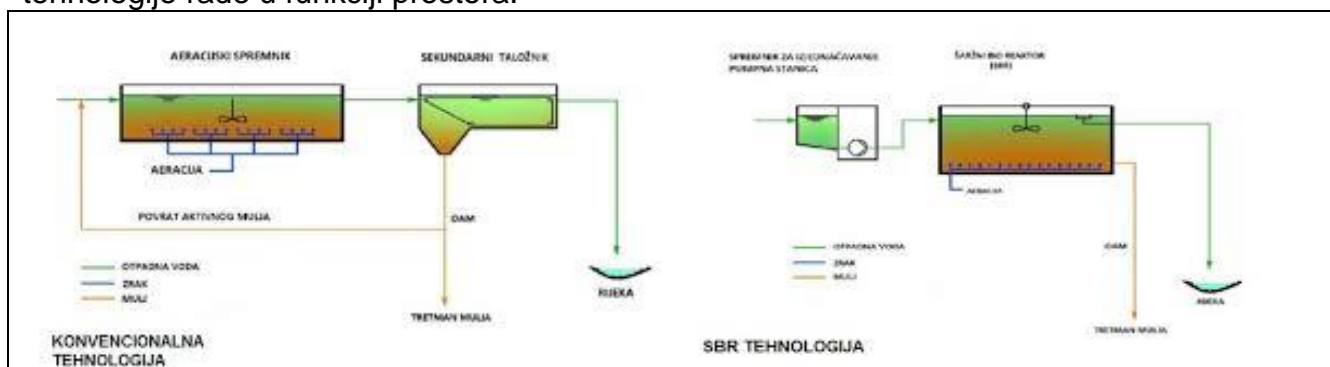 tehnologije rade u funkciji prostora.
AERACIJSKI SPREMNIK
SEKUNDARNI TALOŽNIK
AERACIJA
POVRAT AKTIVNOG MULJA
OAM
OTPADNA VODA
ZRAK
MULJ
RIJEKA
TRETMAN MULJA
KONVENCIONALNA
TEHNOLOGIJA
SPREMNIK ZA UJEDNAČAVANJE
PUMPNA STANICA
ŠARŽNI BIO REAKTOR
(SBR)
AERACIJA
OAM
OTPADNA VODA
ZRAK
MULJ
RIJEKA
TRETMAN MULJA
SBR TEHNOLOGIJA